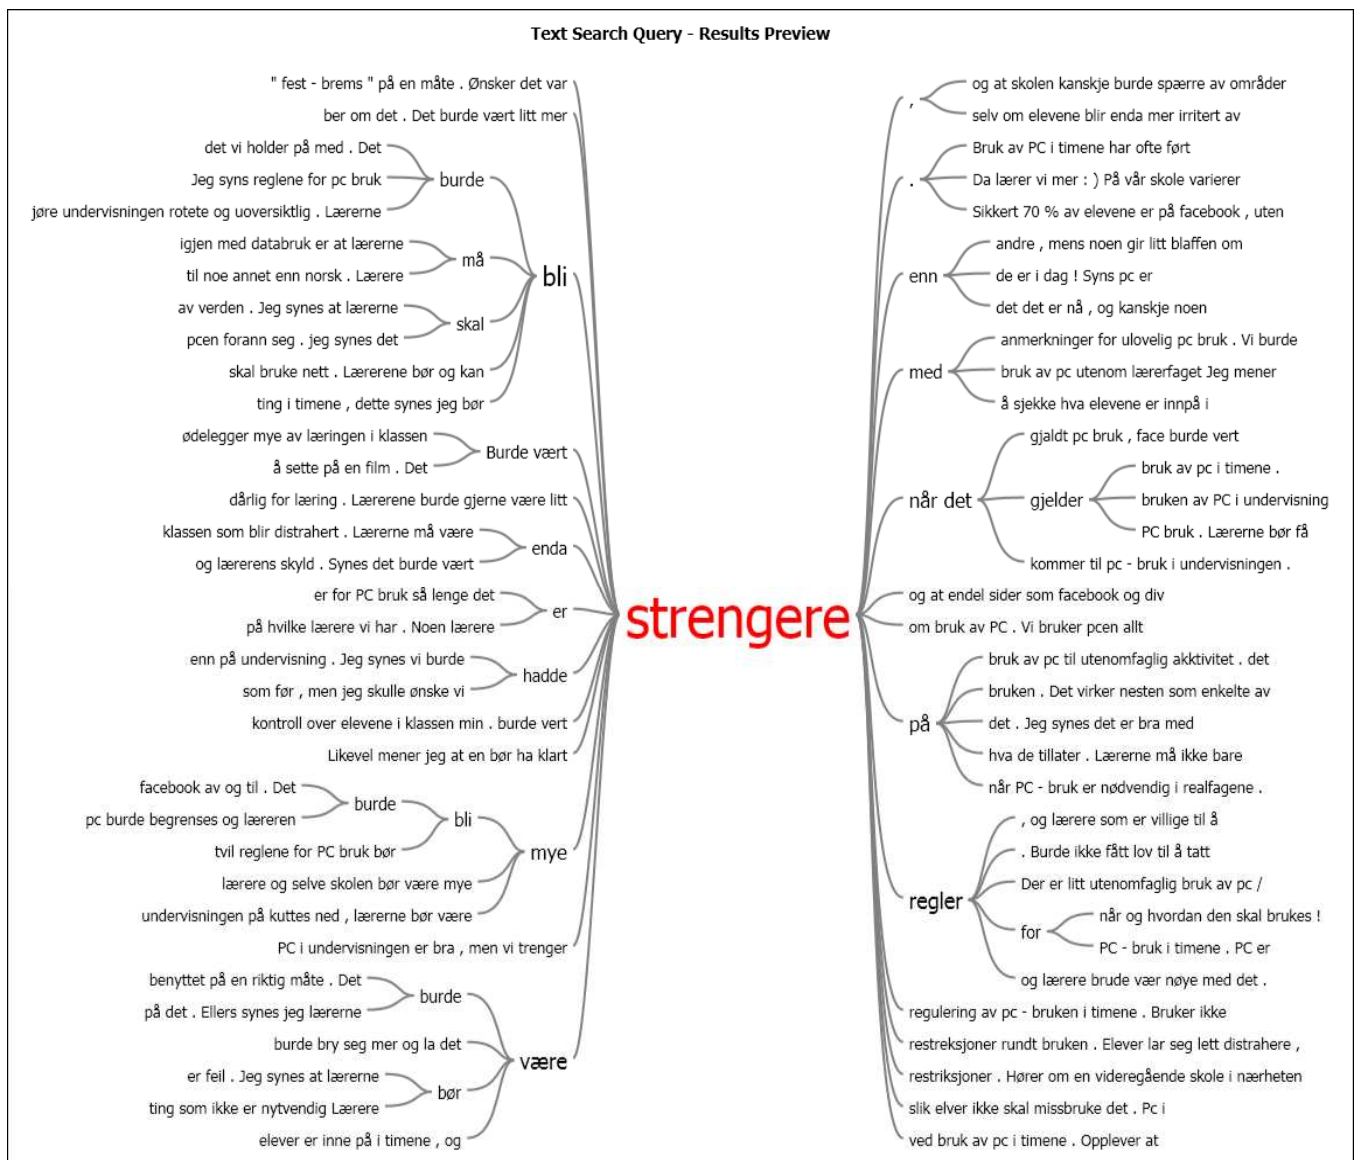 Text Search Query - Results Preview
" fest - brems " på en måte . Ønsker det var
ber om det . Det burde vært litt mer
det vi holder på med . Det
Jeg syns reglene for pc bruk
jøre undervisningen rotete og uoversiktlig . Lærerne
burde
igjen med databruk er at lærerne
til noe annet enn norsk . Lærere
må
av verden . Jeg synes at lærerne
pcen forann seg . jeg synes det
skal
skal bruke nett . Lærerene bør og kan
ting i timene , dette synes jeg bør
bli
ødelegger mye av læringen i klassen
å sette på en film . Det
Burde vært
dårlig for læring . Lærerene burde gjerne være litt
klassen som blir distrahert . Lærerne må være
og lærerens skyld . Synes det burde vært
enda
er for PC bruk så lenge det
på hvilke lærere vi har . Noen lærere
er
enn på undervisning . Jeg synes vi burde
som før , men jeg skulle ønske vi
hadde
kontroll over elevene i klassen min . burde vert
Likevel mener jeg at en bør ha klart
facebook av og til . Det
pc burde begrenses og læreren
burde
tvil reglene for PC bruk bør
bli
lærere og selve skolen bør være mye
undervisningen på kuttes ned , lærerne bør være
mye
PC i undervisningen er bra , men vi trenger
benyttet på en riktig måte . Det
på det . Ellers synes jeg lærerne
burde
burde bry seg mer og la det
er feil . Jeg synes at lærerne
ting som ikke er nytvendig Lærere
bør
elever er inne på i timene , og
være
strengere
,
og at skolen kanskje burde spærre av områder
selv om elevene blir enda mer irritert av
.
Bruk av PC i timene har ofte ført
Da lærer vi mer : ) På vår skole varierer
Sikkert 70 % av elevene er på facebook , uten
enn
andre , mens noen gir litt blaffen om
de er i dag ! Syns pc er
det det er nå , og kanskje noen
med
anmerkninger for ulovelig pc bruk . Vi burde
bruk av pc utenom lærerfaget Jeg mener
å sjekke hva elevene er innpå i
når det
gjaldt pc bruk , face burde vert
gjelder
bruk av pc i timene .
bruken av PC i undervisning
PC bruk . Lærerne bør få
kommer til pc - bruk i undervisningen .
og at endel sider som facebook og div
om bruk av PC . Vi bruker pcen allt
på
bruk av pc til utenomfaglig akktivitet . det
bruken . Det virker nesten som enkelte av
det . Jeg synes det er bra med
hva de tillater . Lærerne må ikke bare
når PC - bruk er nødvendig i realfagene .
regler
, og lærere som er villige til å
. Burde ikke fått lov til å tatt
Der er litt utenomfaglig bruk av pc /
for
når og hvordan den skal brukes !
PC - bruk i timene . PC er
og lærere brude vær nøye med det .
regulering av pc - bruken i timene . Bruker ikke
restreksjoner rundt bruken . Elever lar seg lett distrahere ,
restriksjoner . Hører om en videregående skole i nærheten
slik elver ikke skal missbruke det . Pc i
ved bruk av pc i timene . Opplever at